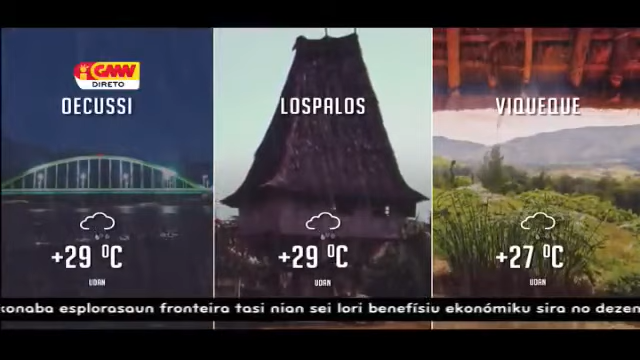 GMN
DIRETO
OECUSSI
LOSPALOS
VIQUEQUE
+29 ºC
+29 ºC
+27 ºC
UDAN
UDAN
UDAN
konaba esplorasaun fronteira tasi nian sei lori benefísiu ekonómiku sira no dezen